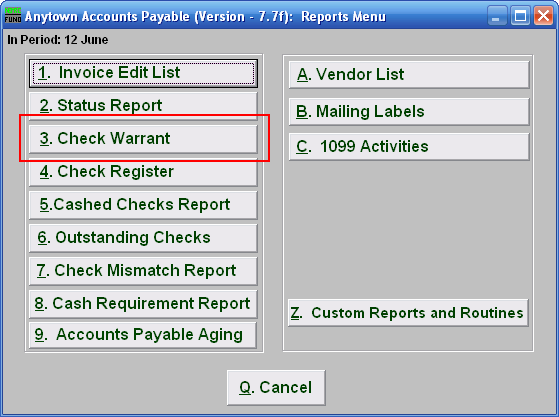 Anytown Accounts Payable (Version - 7.7f): Reports Menu
In Period: 12 June
1. Invoice Edit List
2. Status Report
3. Check Warrant
4. Check Register
5.Cashed Checks Report
6. Outstanding Checks
7. Check Mismatch Report
8. Cash Requirement Report
9. Accounts Payable Aging
A. Vendor List
B. Mailing Labels
C. 1099 Activities
Z. Custom Reports and Routines
Q. Cancel